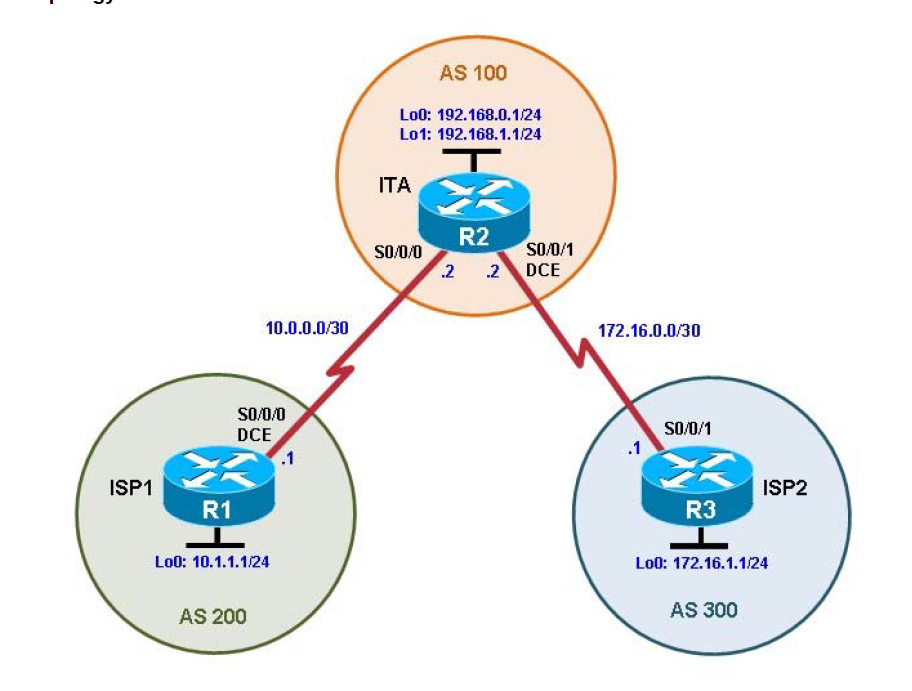 AS 100
Lo0: 192.168.0.1/24
Lo1: 192.168.1.1/24
ITA
R2
S0/0/0
S0/0/1
DCE
.2
.2
10.0.0.0/30
172.16.0.0/30
S0/0/0
DCE
.1
ISP1
R1
Lo0: 10.1.1.1/24
AS 200
S0/0/1
.1
ISP2
R3
Lo0: 172.16.1.1/24
AS 300